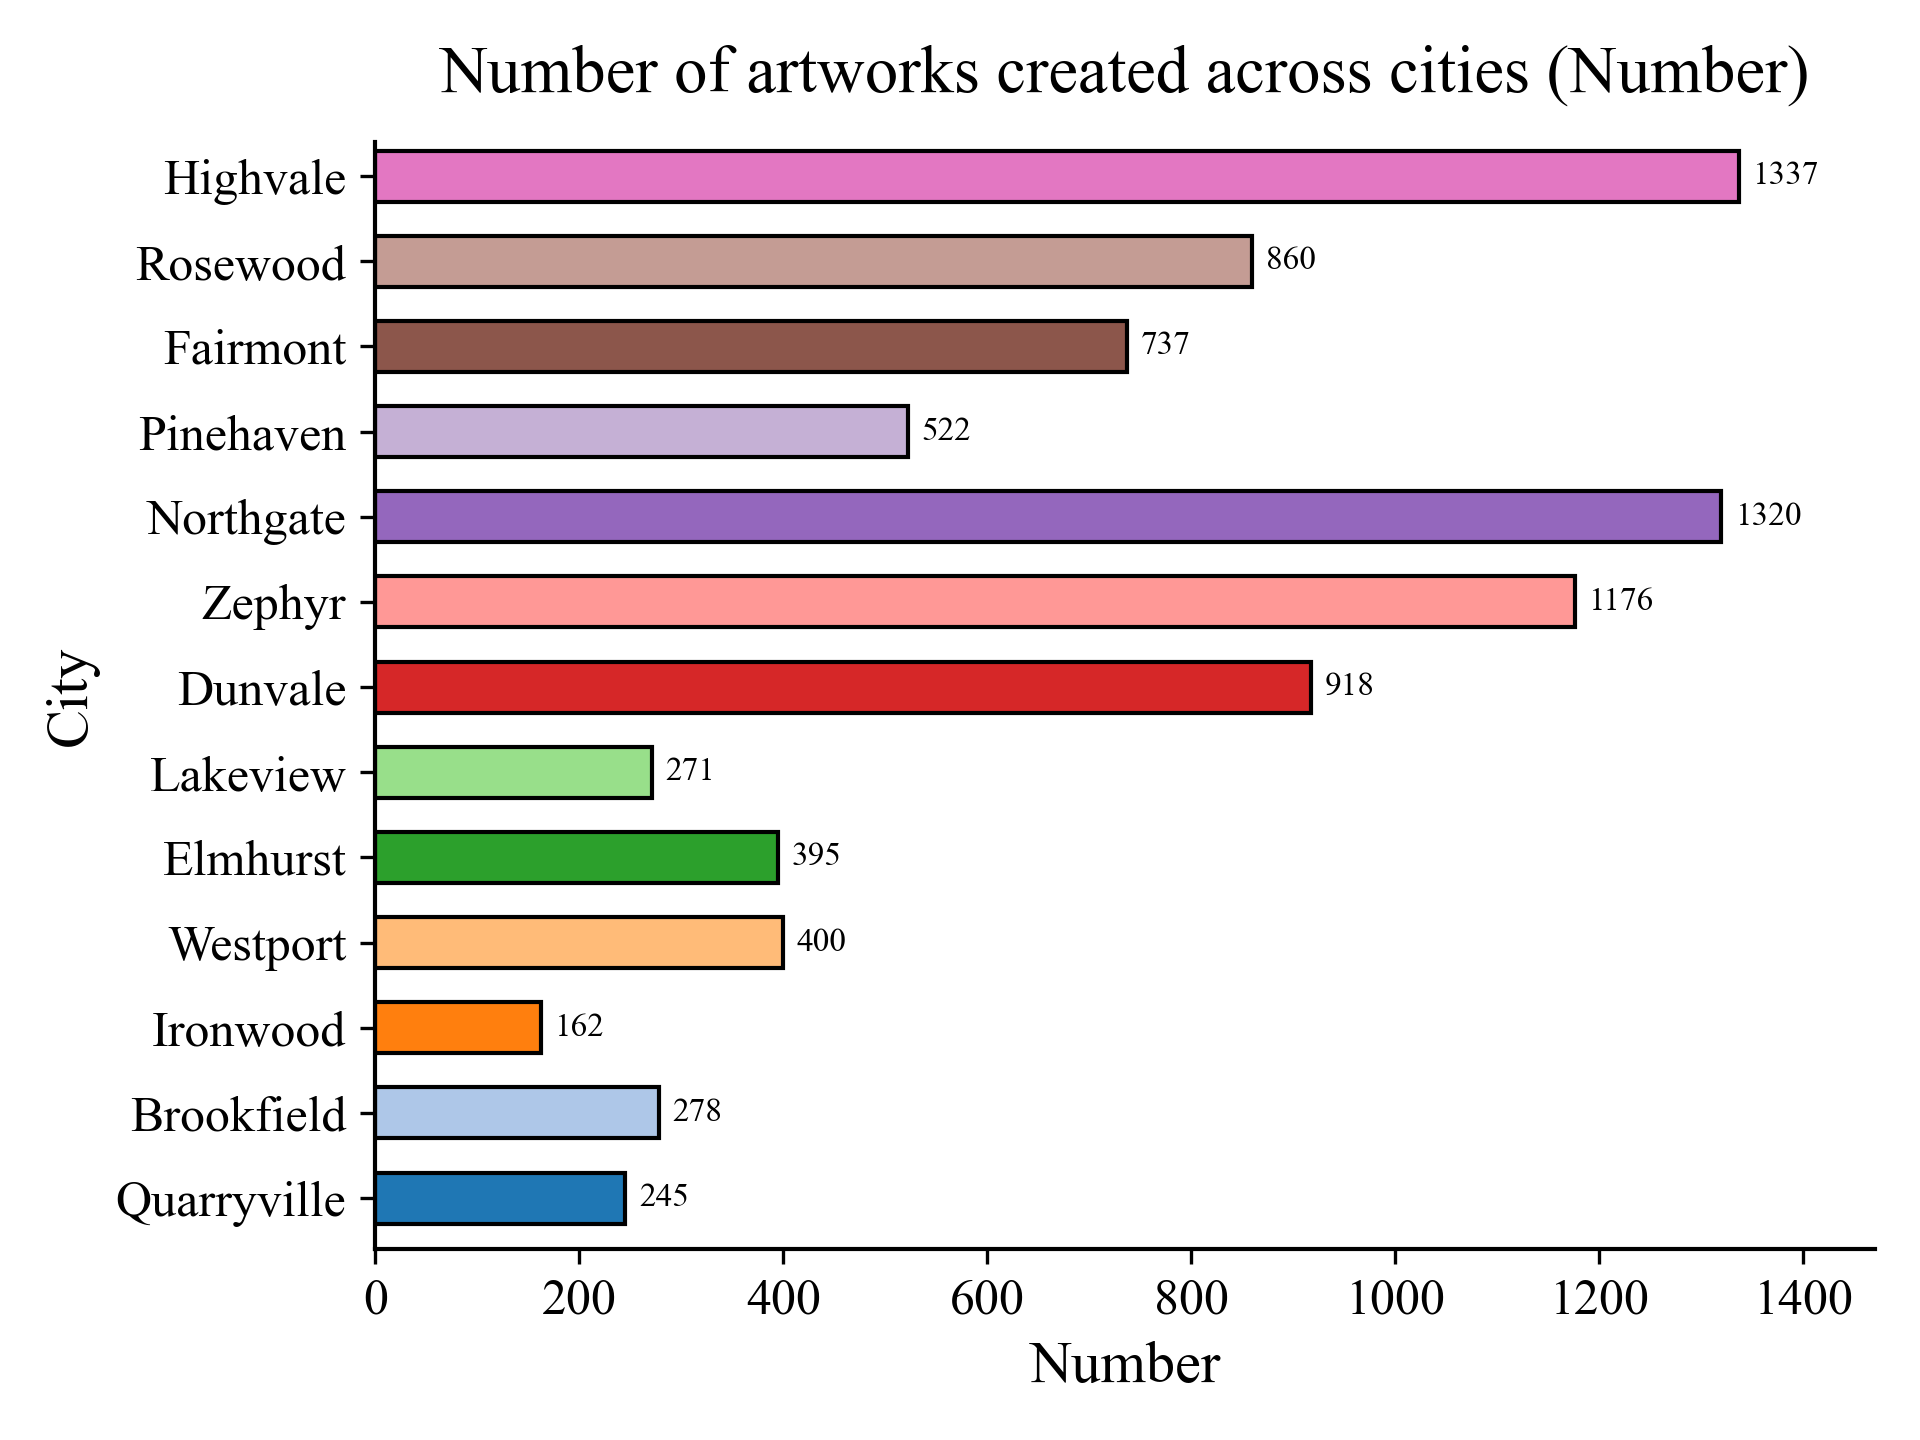 Number of artworks created across cities (Number)
Highvale 1337
Rosewood 860
Fairmont 737
Pinehaven 522
Northgate 1320
Zephyr 1176
Dunvale 918
Lakeview 271
Elmhurst 395
Westport 400
Ironwood 162
Brookfield 278
Quarryville 245
City
0 200 400 600 800 1000 1200 1400
Number